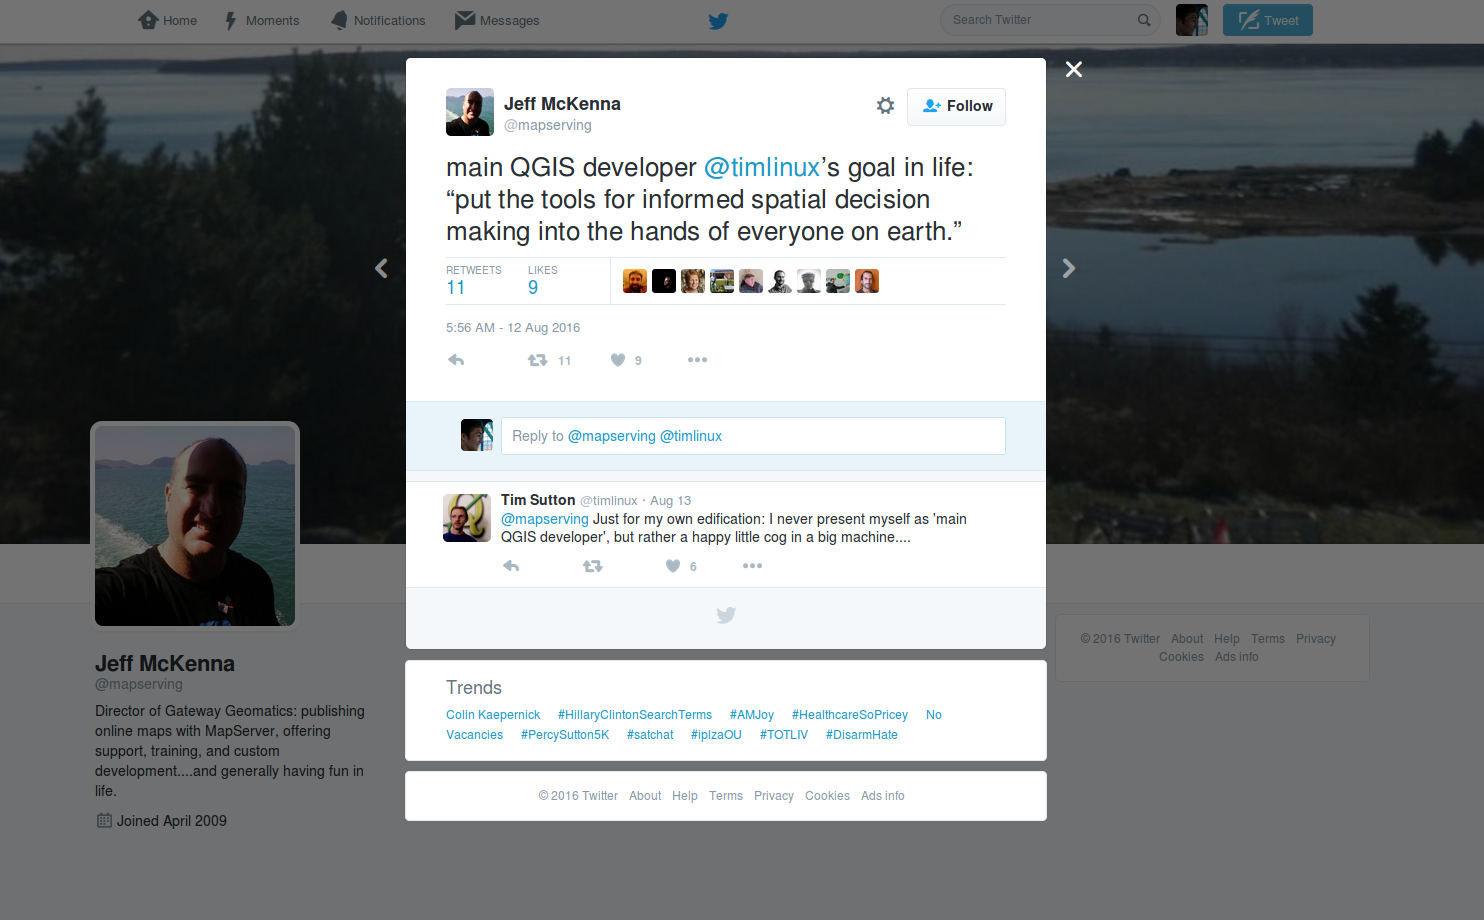 Home Moments Notifications Messages Search Twitter Tweet
Jeff McKenna
@mapserving
Follow
main QGIS developer @timlinux’s goal in life:
“put the tools for informed spatial decision
making into the hands of everyone on earth.”
RETWEETS LIKES
11 9
5:56 AM - 12 Aug 2016
11 9
Reply to @mapserving @timlinux
Tim Sutton @timlinux · Aug 13
@mapserving Just for my own edification: I never present myself as 'main
QGIS developer', but rather a happy little cog in a big machine....
6
Jeff McKenna
@mapserving
Director of Gateway Geomatics: publishing
online maps with MapServer, offering
support, training, and custom
development....and generally having fun in
life.
Joined April 2009
Trends
Colin Kaepernick #HillaryClintonSearchTerms #AMJoy #HealthcareSoPricey No
Vacancies #PercySutton5K #satchat #iplzaOU #TOTLIV #DisarmHate
© 2016 Twitter About Help Terms Privacy Cookies Ads info
© 2016 Twitter About Help Terms Privacy
Cookies Ads info